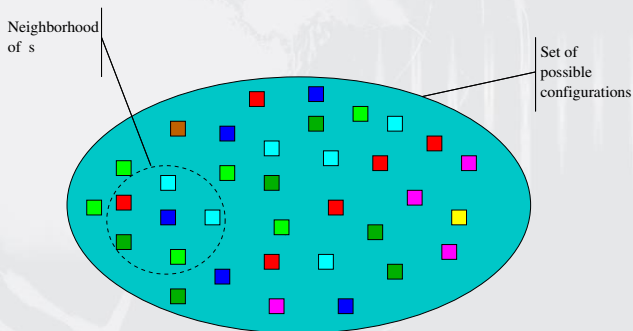 Neighborhood
of s
Set of
possible
configurations